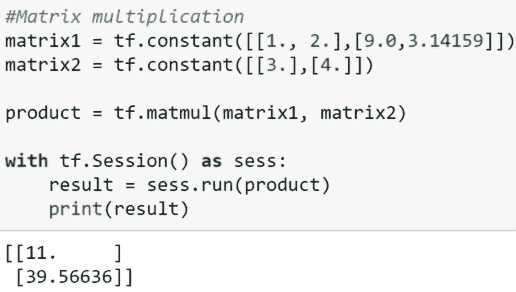 #Matrix multiplication
matrix1 = tf.constant([[1., 2.],[9.0,3.14159]])
matrix2 = tf.constant([[3.],[4.]])
product = tf.matmul(matrix1, matrix2)
with tf.Session() as sess:
    result = sess.run(product)
    print(result)
[[11.     ]
 [39.56636]]